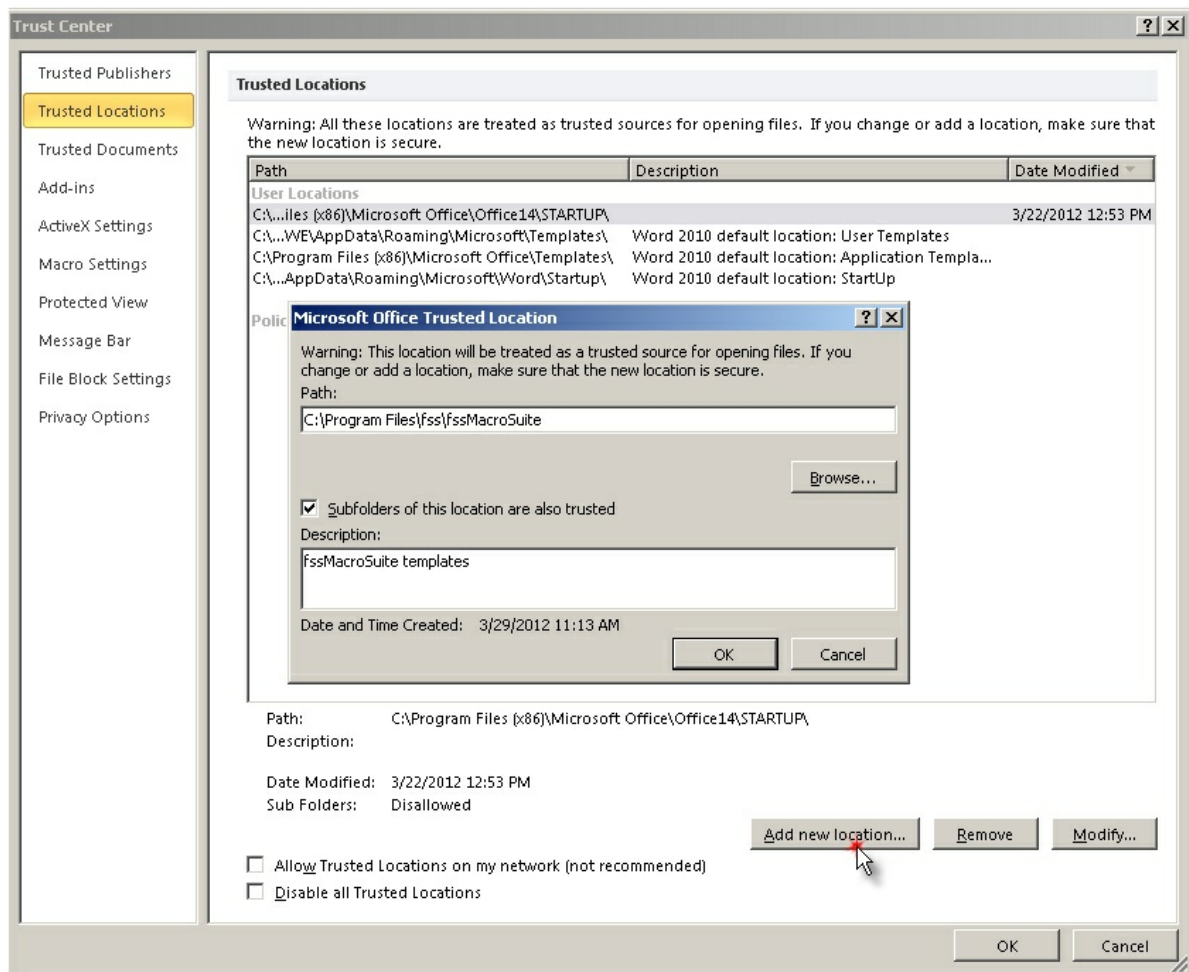 Trust Center
Trusted Publishers
Trusted Locations
Trusted Documents
Add-ins
ActiveX Settings
Macro Settings
Protected View
Message Bar
File Block Settings
Privacy Options
Trusted Locations
Warning: All these locations are treated as trusted sources for opening files. If you change or add a location, make sure that
the new location is secure.
Path Description Date Modified
User Locations
C:\...iles (x86)\Microsoft Office\Office14\STARTUP\ 3/22/2012 12:53 PM
C:\...WE\AppData\Roaming\Microsoft\Templates\ Word 2010 default location: User Templates
C:\Program Files (x86)\Microsoft Office\Templates\ Word 2010 default location: Application Templa...
C:\...AppData\Roaming\Microsoft\Word\Startup\ Word 2010 default location: StartUp
Polic
Microsoft Office Trusted Location
Warning: This location will be treated as a trusted source for opening files. If you
change or add a location, make sure that the new location is secure.
Path:
C:\Program Files\fss\fssMacroSuite
Browse...
Subfolders of this location are also trusted
Description:
fssMacroSuite templates
Date and Time Created: 3/29/2012 11:13 AM
OK Cancel
Path: C:\Program Files (x86)\Microsoft Office\Office14\STARTUP\
Description:
Date Modified: 3/22/2012 12:53 PM
Sub Folders: Disallowed
Add new location... Remove Modify...
Allow Trusted Locations on my network (not recommended)
Disable all Trusted Locations
OK Cancel